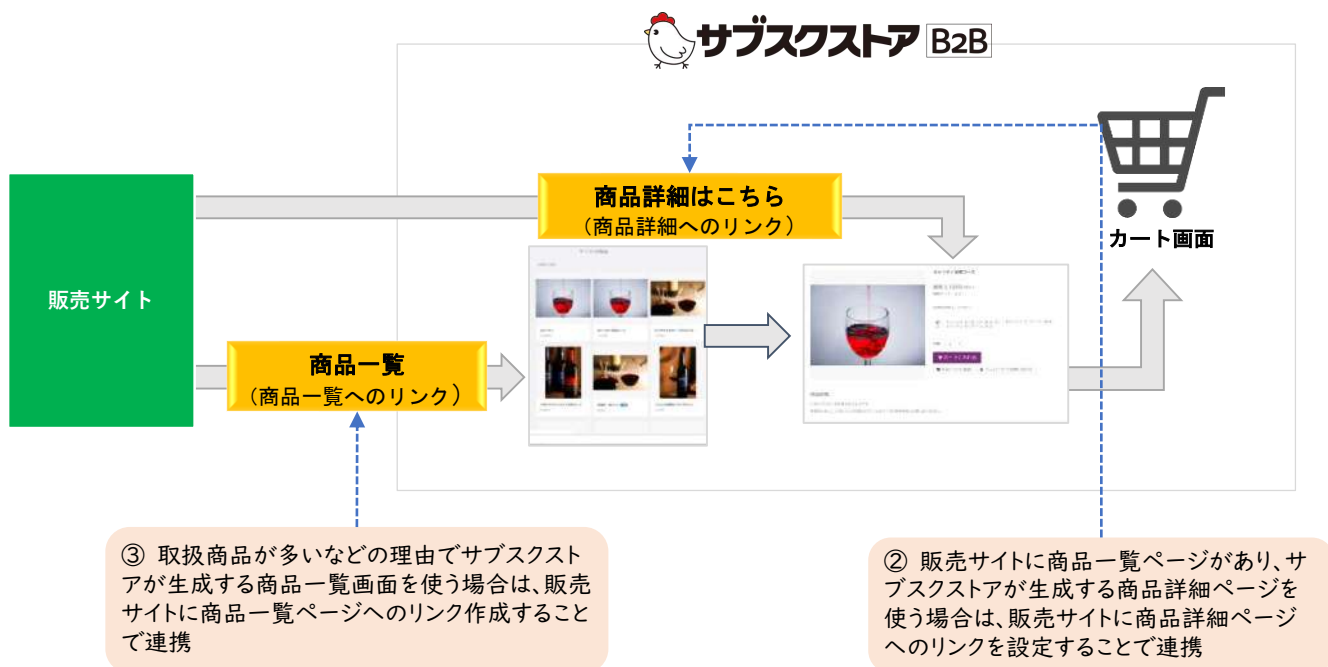 サブスクストア B2B
商品詳細はこちら
(商品詳細へのリンク)
カート画面
販売サイト
商品一覧
(商品一覧へのリンク)
③ 取扱商品が多いなどの理由でサブスクスト
アが生成する商品一覧画面を使う場合は、販売
サイトに商品一覧ページへのリンク作成すること
で連携
② 販売サイトに商品一覧ページがあり、サ
ブスクストアが生成する商品詳細ページを
使う場合は、販売サイトに商品詳細ページ
へのリンクを設定することで連携